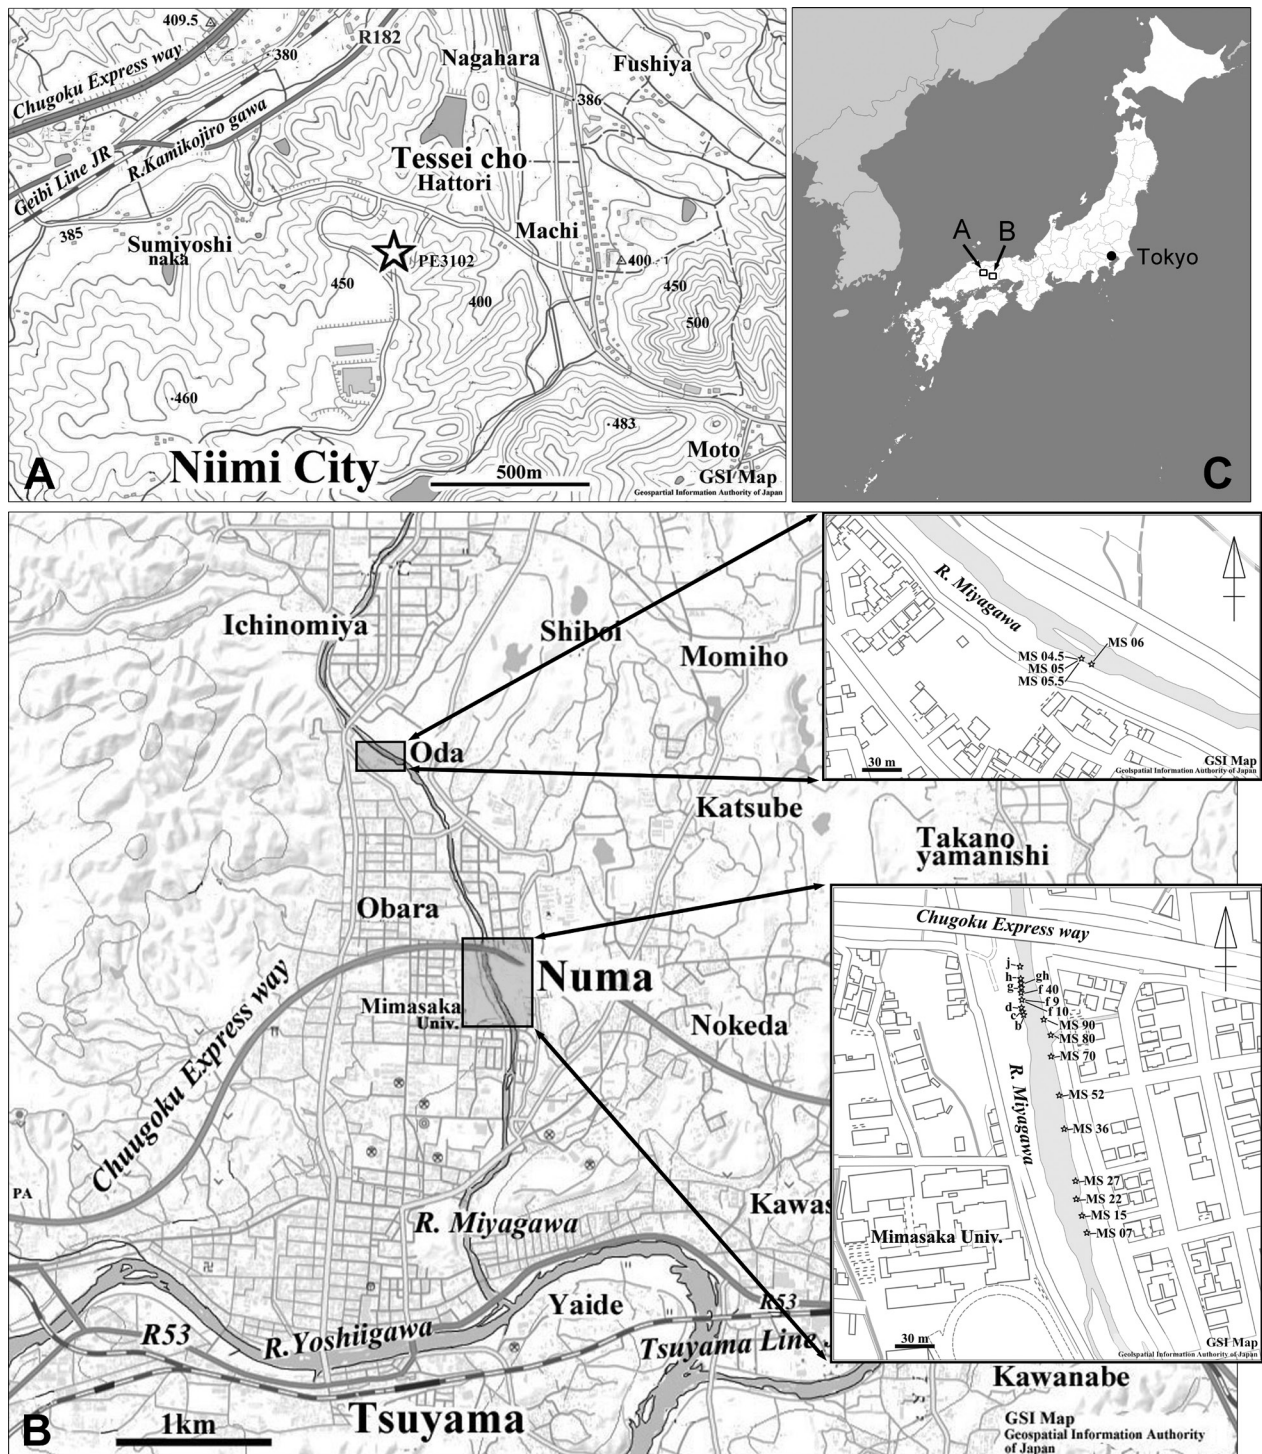 409.5
380
R182
Nagahara
Fushiya
Chugoku Express way
386
R.Kamikojiro gawa
Geibi Line JR
Tessei cho
Hattori
385
Sumiyoshi
naka
Machi
PE3102
400
450
400
450
500
460
483
Moto
A
Niimi City
500m
GSI Map
Geospatial Information Authority of Japan
A
B
Tokyo
C
Ichinomiya
Shiboi
Momiho
Oda
Katsube
Takano
yamanishi
Obara
Numa
Mimasaka
Univ.
Nokeda
Chuugoku Express way
PA
R. Miyagawa
Kawas
Yaide
R53
R53
R.Yoshiigawa
Tsuyama Line
Kawanabe
B
1km
Tsuyama
GSI Map
Geospatial Information Authority
of Japan
R. Miyagawa
MS 06
MS 04.5
MS 05
MS 05.5
30 m
GSI Map
Geolspatial Information Authority of Japan
Chugoku Express way
j
h
gh
g
f 40
f 9
d
f 10
c
b
MS 90
MS 80
MS 70
MS 52
R. Miyagawa
MS 36
MS 27
MS 22
MS 15
MS 07
Mimasaka Univ.
30 m
GSI Map
Geolspatial Information Authority of Japan